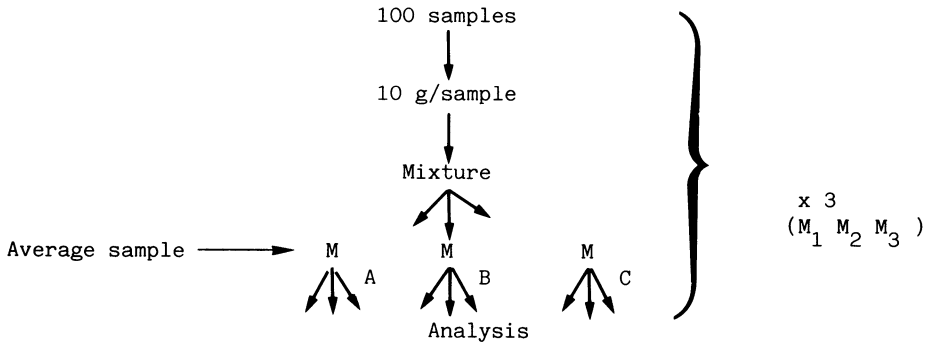 100 samples
10 g/sample
Mixture
x 3
(M1 M2 M3 )
Average sample
M M M
A B C
Analysis